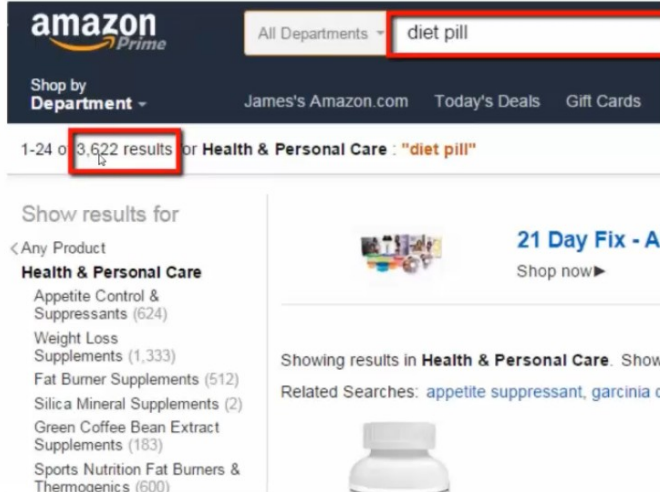 amazon
Prime
All Departments
diet pill
Shop by
Department
James's Amazon.com Today's Deals Gift Cards
1-24 of 3,622 results for Health & Personal Care : "diet pill"
Show results for
Any Product
Health & Personal Care
Appetite Control &
Suppressants (624)
Weight Loss
Supplements (1,333)
Fat Burner Supplements (512)
Silica Mineral Supplements (2)
Green Coffee Bean Extract
Supplements (183)
Sports Nutrition Fat Burners &
Thermogenics (600)
21 Day Fix - A
Shop now
Showing results in Health & Personal Care. Show
Related Searches: appetite suppressant, garcinia c